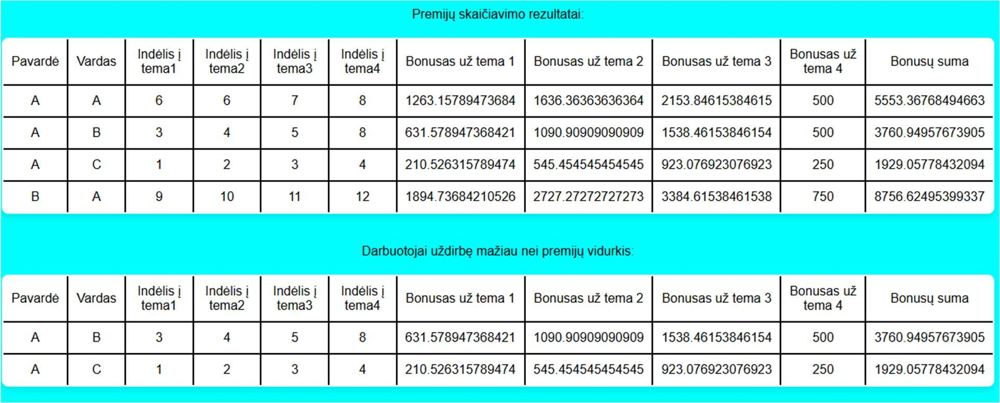 Premijų skaičiavimo rezultatai:
Pavardė Vardas Indėlis į tema1 Indėlis į tema2 Indėlis į tema3 Indėlis į tema4 Bonusas už tema 1 Bonusas už tema 2 Bonusas už tema 3 Bonusas už tema 4 Bonusų suma
A A 6 6 7 8 1263.15789473684 1636.36363636364 2153.84615384615 500 5553.36768494663
A B 3 4 5 8 631.578947368421 1090.90909090909 1538.46153846154 500 3760.94957673905
A C 1 2 3 4 210.526315789474 545.454545454545 923.076923076923 250 1929.05778432094
B A 9 10 11 12 1894.73684210526 2727.27272727273 3384.61538461538 750 8756.62495399337
Darbuotojai uždirbę mažiau nei premijų vidurkis:
Pavardė Vardas Indėlis į tema1 Indėlis į tema2 Indėlis į tema3 Indėlis į tema4 Bonusas už tema 1 Bonusas už tema 2 Bonusas už tema 3 Bonusas už tema 4 Bonusų suma
A B 3 4 5 8 631.578947368421 1090.90909090909 1538.46153846154 500 3760.94957673905
A C 1 2 3 4 210.526315789474 545.454545454545 923.076923076923 250 1929.05778432094